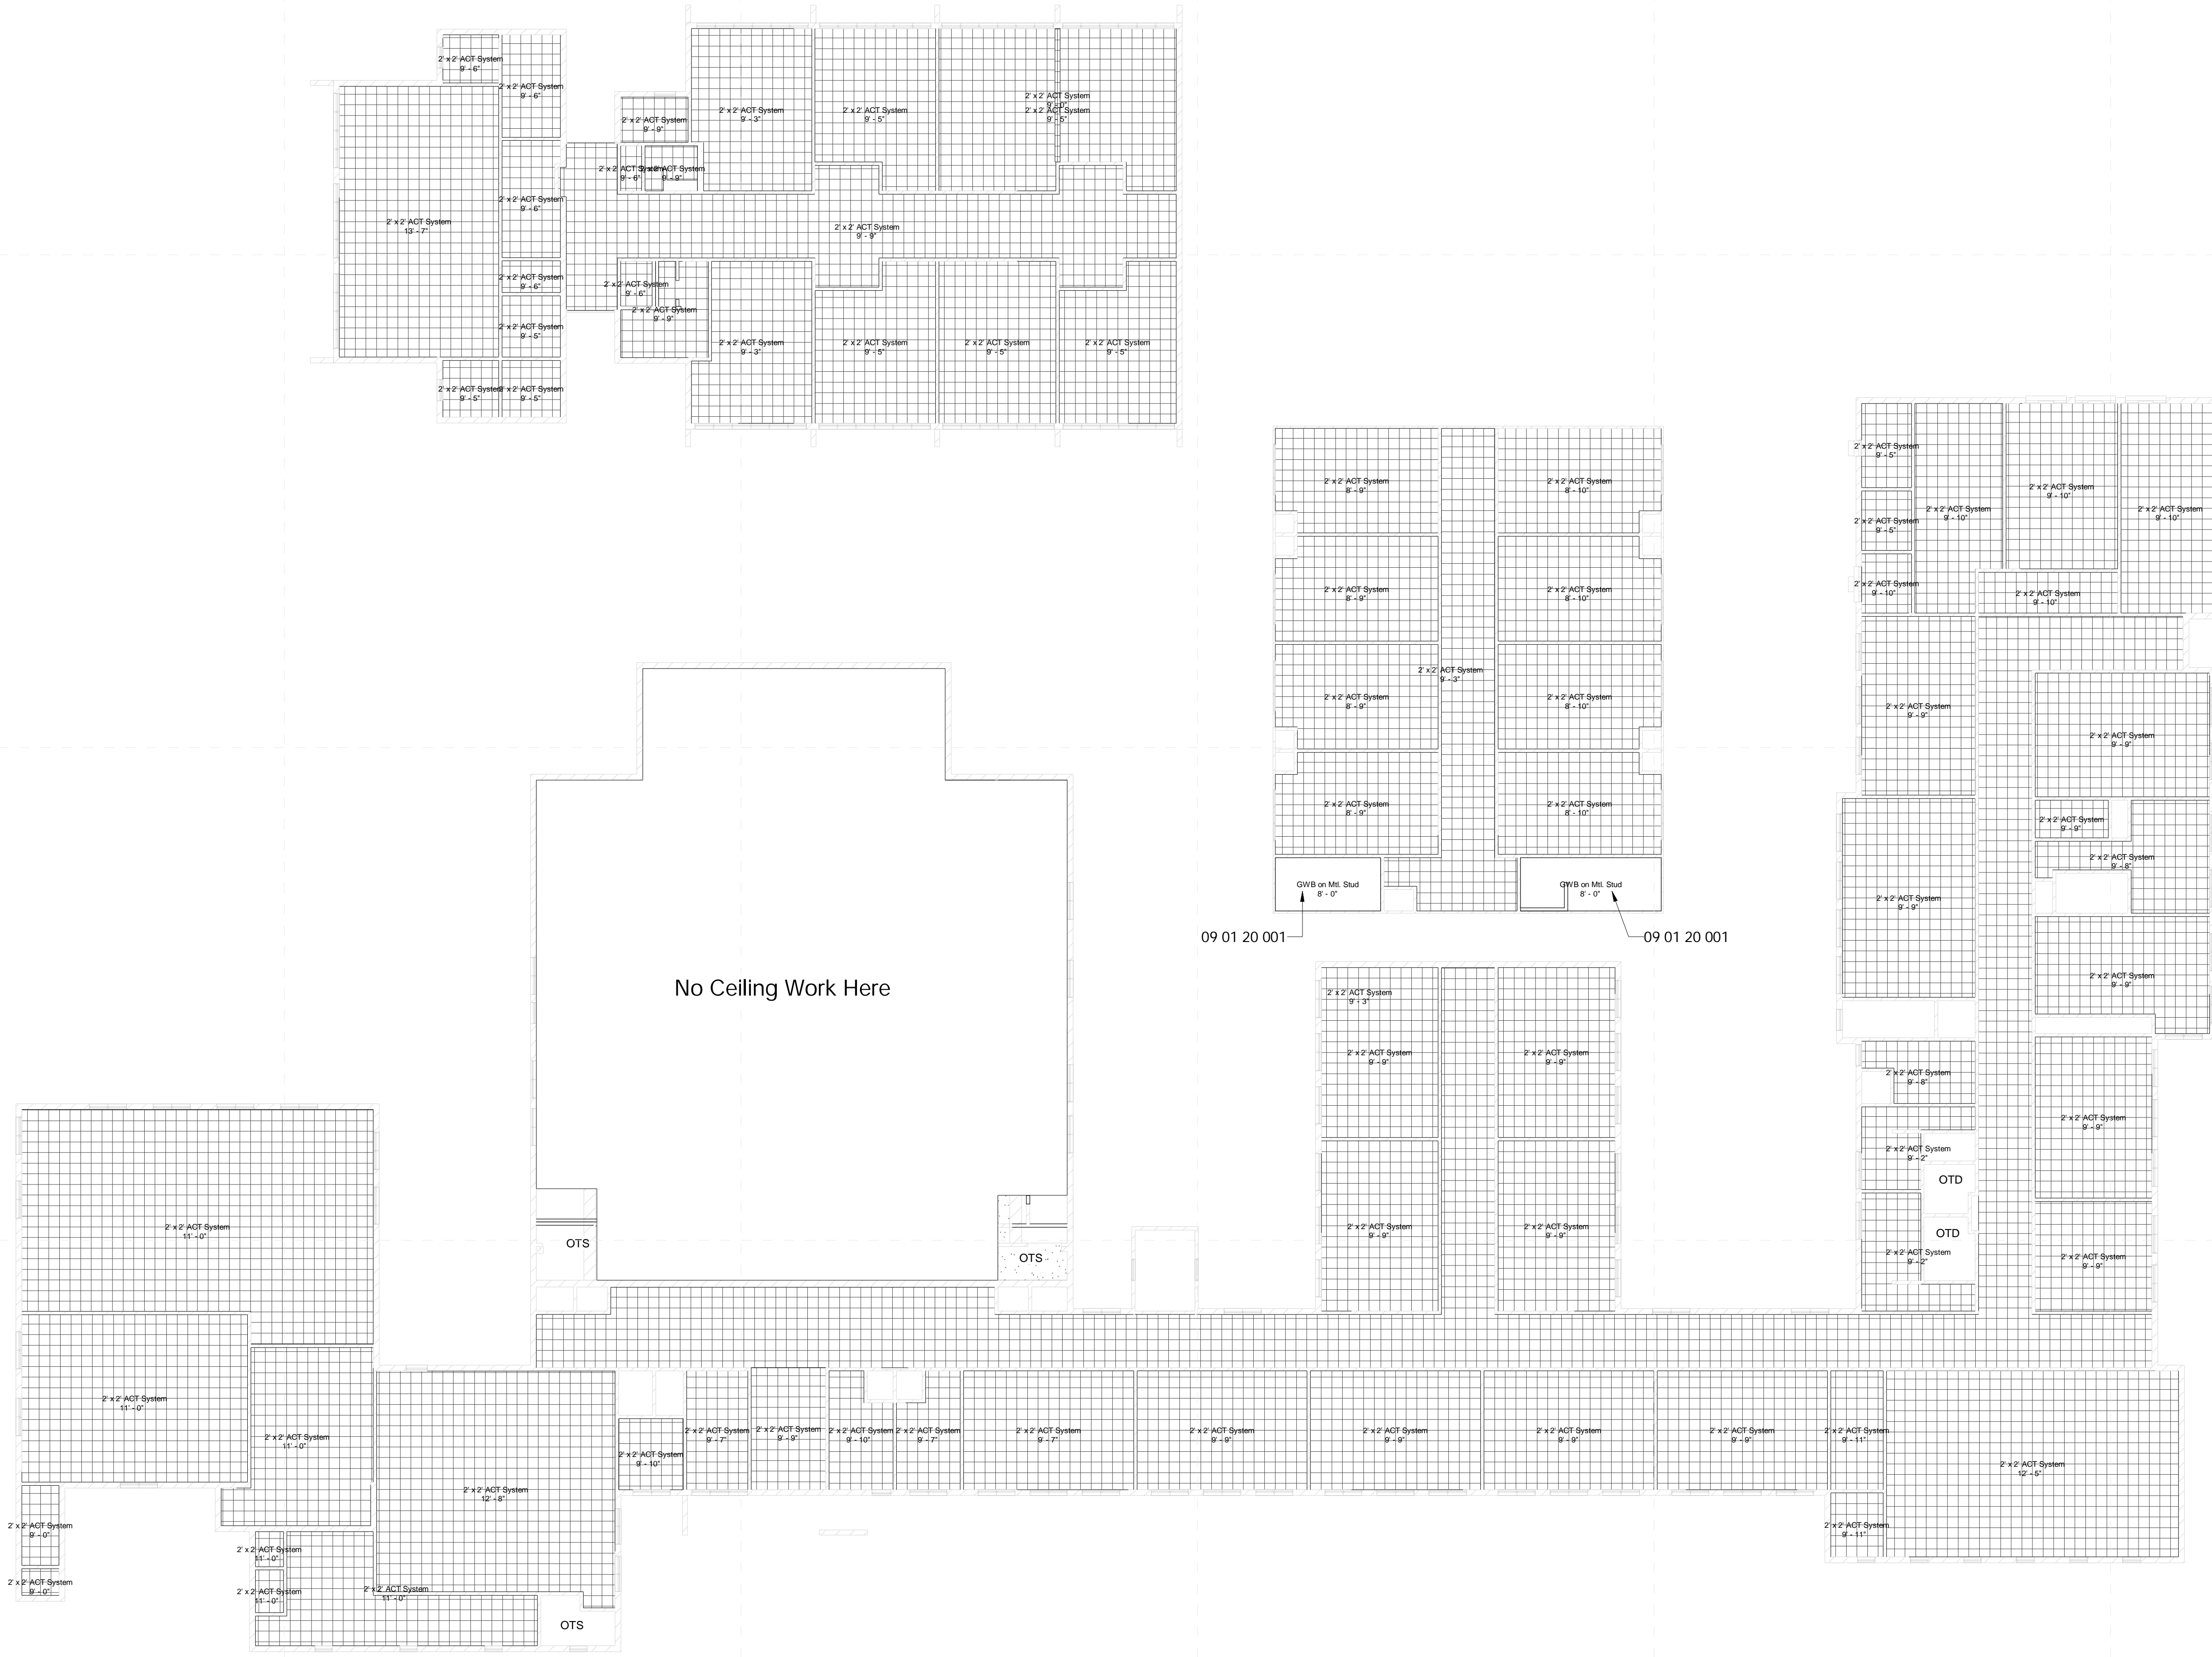 2' x 2' ACT System
9' - 6"
2' x 2' ACT System
9' - 6"
2' x 2' ACT System
13' - 7"
2' x 2' ACT System
9' - 6"
2' x 2' ACT System
9' - 6"
2' x 2' ACT System
9' - 5"
2' x 2' ACT System
9' - 5"
2' x 2' ACT System
9' - 5"
2' x 2' ACT System
9' - 9"
2' x 2' ACT System
9' - 6"
2' x 2' ACT System
9' - 9"
2' x 2' ACT System
9' - 3"
2' x 2' ACT System
9' - 5"
2' x 2' ACT System
9' - 0"
2' x 2' ACT System
9' - 5"
2' x 2' ACT System
9' - 9"
2' x 2' ACT System
9' - 6"
2' x 2' ACT System
9' - 9"
2' x 2' ACT System
9' - 3"
2' x 2' ACT System
9' - 5"
2' x 2' ACT System
9' - 5"
2' x 2' ACT System
9' - 5"
2' x 2' ACT System
8' - 9"
2' x 2' ACT System
8' - 10"
2' x 2' ACT System
8' - 9"
2' x 2' ACT System
8' - 10"
2' x 2' ACT System
9' - 3"
2' x 2' ACT System
8' - 9"
2' x 2' ACT System
8' - 10"
2' x 2' ACT System
8' - 9"
2' x 2' ACT System
8' - 10"
GWB on Mtl. Stud
8' - 0"
GWB on Mtl. Stud
8' - 0"
09 01 20 001
09 01 20 001
2' x 2' ACT System
9' - 5"
2' x 2' ACT System
9' - 5"
2' x 2' ACT System
9' - 10"
2' x 2' ACT System
9' - 10"
2' x 2' ACT System
9' - 10"
2' x 2' ACT System
9' - 10"
2' x 2' ACT System
9' - 10"
2' x 2' ACT System
9' - 9"
2' x 2' ACT System
9' - 9"
2' x 2' ACT System
9' - 9"
2' x 2' ACT System
9' - 8"
2' x 2' ACT System
9' - 9"
2' x 2' ACT System
9' - 9"
2' x 2' ACT System
9' - 8"
2' x 2' ACT System
9' - 9"
2' x 2' ACT System
9' - 2"
OTD
OTD
2' x 2' ACT System
9' - 2"
2' x 2' ACT System
9' - 9"
No Ceiling Work Here
OTS
OTS
2' x 2' ACT System
9' - 3"
2' x 2' ACT System
9' - 9"
2' x 2' ACT System
9' - 9"
2' x 2' ACT System
9' - 9"
2' x 2' ACT System
9' - 9"
2' x 2' ACT System
11' - 0"
2' x 2' ACT System
11' - 0"
2' x 2' ACT System
11' - 0"
2' x 2' ACT System
12' - 8"
2' x 2' ACT System
9' - 0"
2' x 2' ACT System
9' - 0"
2' x 2' ACT System
11' - 0"
2' x 2' ACT System
11' - 0"
2' x 2' ACT System
11' - 0"
OTS
2' x 2' ACT System
9' - 10"
2' x 2' ACT System
9' - 7"
2' x 2' ACT System
9' - 9"
2' x 2' ACT System
9' - 10"
2' x 2' ACT System
9' - 7"
2' x 2' ACT System
9' - 7"
2' x 2' ACT System
9' - 9"
2' x 2' ACT System
9' - 9"
2' x 2' ACT System
9' - 9"
2' x 2' ACT System
9' - 9"
2' x 2' ACT System
9' - 11"
2' x 2' ACT System
12' - 5"
2' x 2' ACT System
9' - 11"